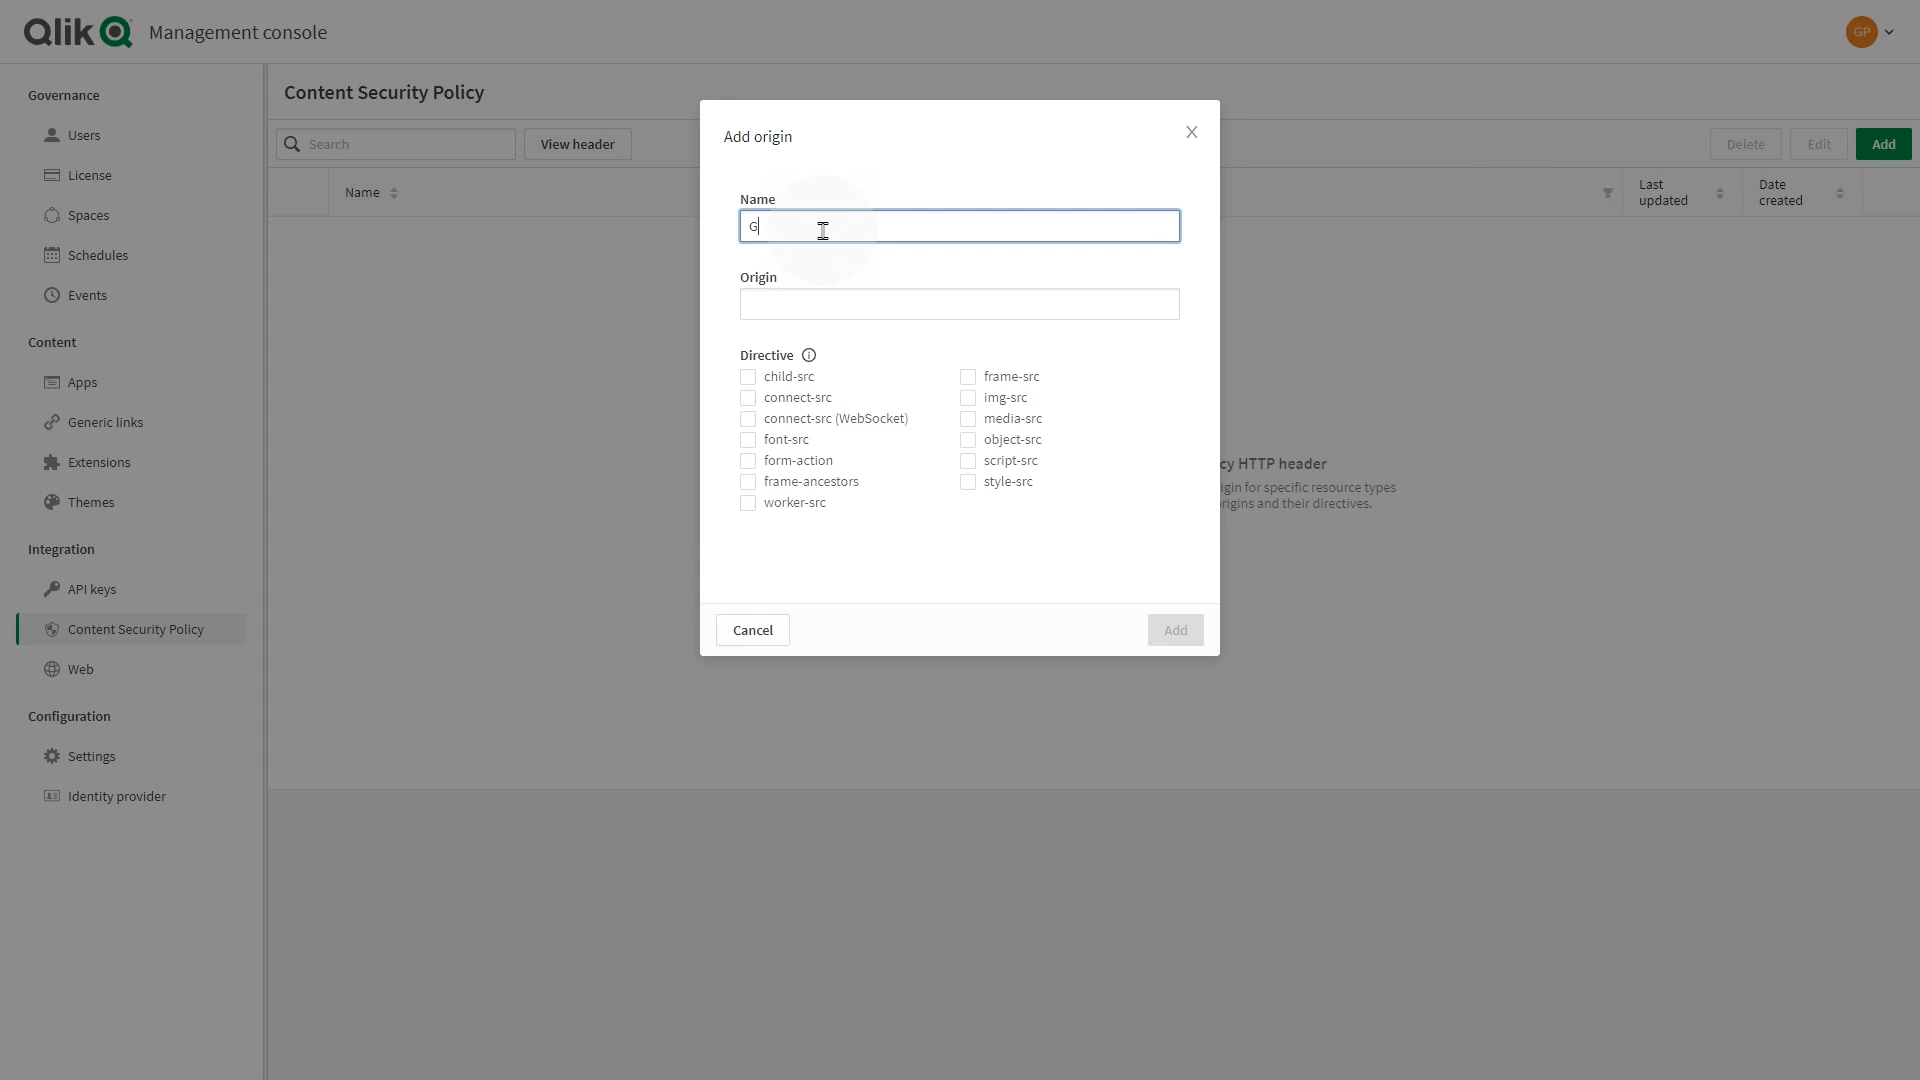 Qlik Management console
GP
Governance
Users
License
Spaces
Schedules
Events
Content
Apps
Generic links
Extensions
Themes
Integration
API keys
Content Security Policy
Web
Configuration
Settings
Identity provider
Content Security Policy
Search
View header
Delete
Edit
Add
Name
Last
updated
Date
created
cy HTTP header
igin for specific resource types
rigins and their directives.
Add origin
X
Name
G
Origin
Directive
child-src
connect-src
connect-src (WebSocket)
font-src
form-action
frame-ancestors
worker-src
frame-src
img-src
media-src
object-src
script-src
style-src
Cancel
Add